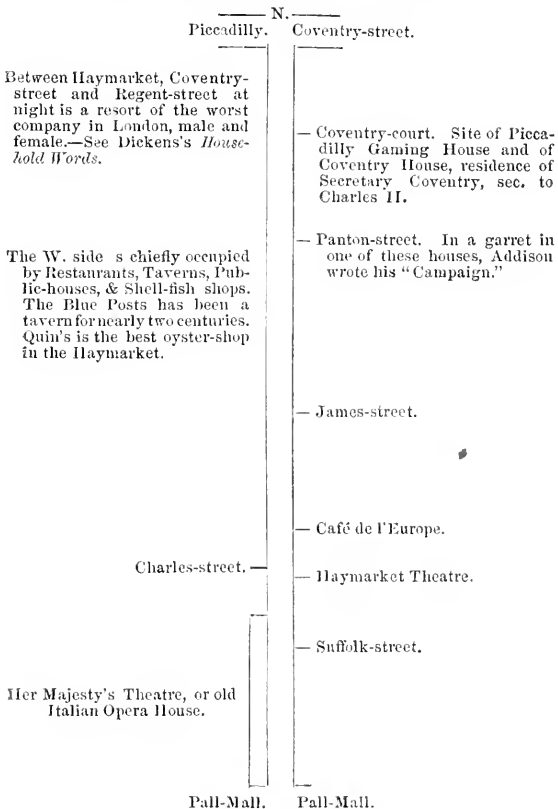 N.
Piccadilly. Coventry-street.
Between Haymarket, Coventry-
street and Regent-street at
night is a resort of the worst
company in London, male and
female.—See Dickens's House-
hold Words.
— Coventry-court. Site of Picca-
dilly Gaming House and of
Coventry House, residence of
Secretary Coventry, sec. to
Charles II.
— Panton-street. In a garret in
one of these houses, Addison
wrote his "Campaign."
The W. side s chiefly occupied
by Restaurants, Taverns, Pub-
lic-houses, & Shell-fish shops.
The Blue Posts has been a
tavern for nearly two centuries.
Quin's is the best oyster-shop
in the Haymarket.
— James-street.
— Café de l'Europe.
Charles-street. —
— Haymarket Theatre.
— Suffolk-street.
Her Majesty's Theatre, or old
Italian Opera House.
Pall-Mall. Pall-Mall.